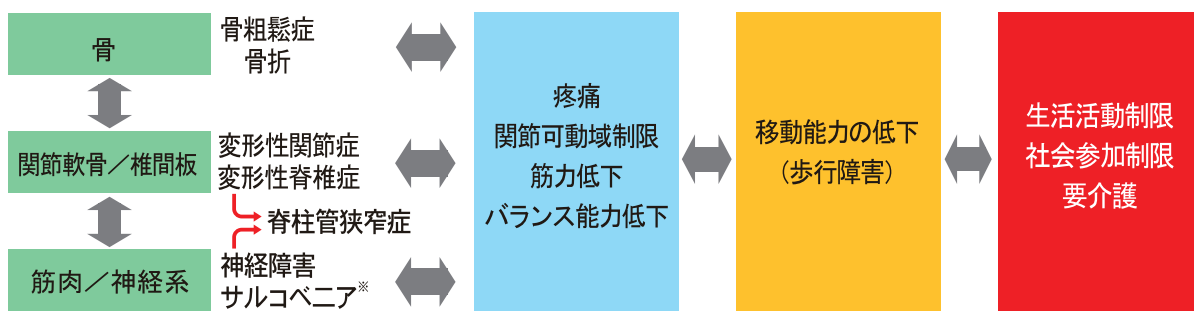 骨
骨粗鬆症
骨折
関節軟骨／椎間板
変形性関節症
変形性脊椎症
脊柱管狭窄症
筋肉／神経系
神経障害
サルコペニア※
疼痛
関節可動域制限
筋力低下
バランス能力低下
移動能力の低下
（歩行障害）
生活活動制限
社会参加制限
要介護